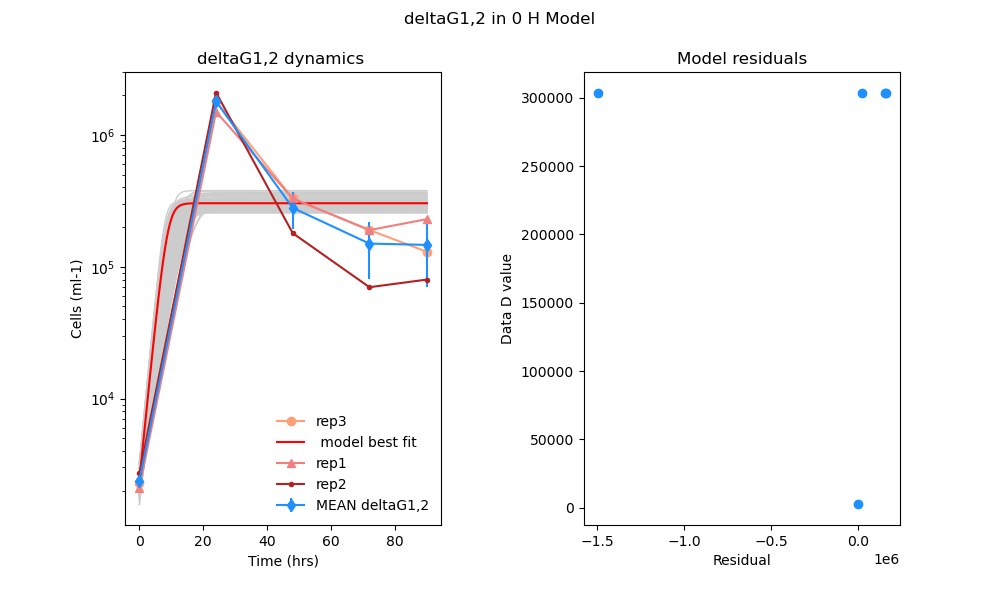 deltaG1,2 in 0 H Model
deltaG1,2 dynamics
Cells (ml-1)
10^6
10^5
10^4
0 20 40 60 80
Time (hrs)
rep3
model best fit
rep1
rep2
MEAN deltaG1,2
Model residuals
Data D value
300000
250000
200000
150000
100000
50000
0
−1.5 −1.0 −0.5 0.0
1e6
Residual